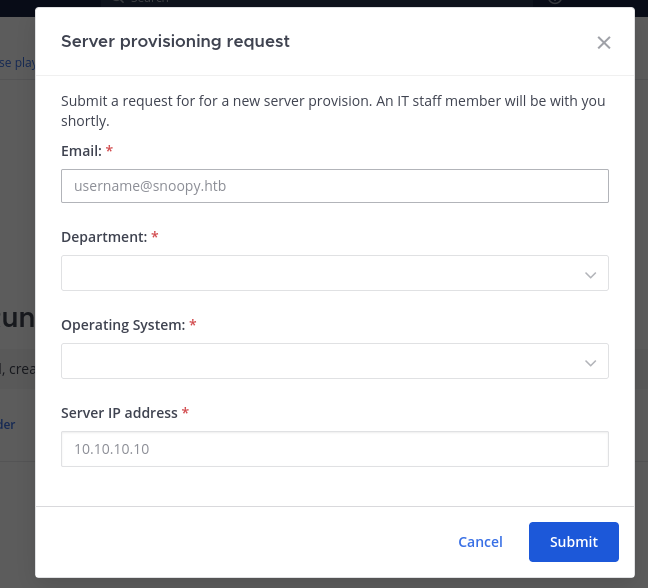 Search
Server provisioning request
se play
Submit a request for for a new server provision. An IT staff member will be with you
shortly.
Email: *
username@snoopy.htb
Department: *
Operating System: *
un
l, crea
Server IP address *
der
10.10.10.10
Cancel
Submit